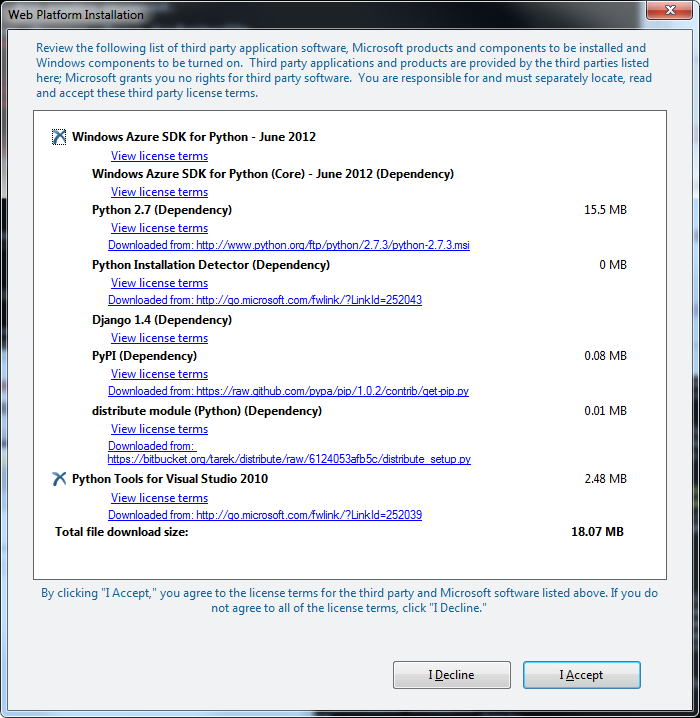 Web Platform Installation
Review the following list of third party application software, Microsoft products and components to be installed and
Windows components to be turned on.  Third party applications and products are provided by the third parties listed
here; Microsoft grants you no rights for third party software.  You are responsible for and must separately locate, read
and accept these third party license terms.
Windows Azure SDK for Python - June 2012
View license terms
Windows Azure SDK for Python (Core) - June 2012 (Dependency)
View license terms
Python 2.7 (Dependency) 15.5 MB
View license terms
Downloaded from: http://www.python.org/ftp/python/2.7.3/python-2.7.3.msi
Python Installation Detector (Dependency) 0 MB
View license terms
Downloaded from: http://go.microsoft.com/fwlink/?LinkId=252043
Django 1.4 (Dependency)
View license terms
PyPI (Dependency) 0.08 MB
View license terms
Downloaded from: https://raw.github.com/pypa/pip/1.0.2/contrib/get-pip.py
distribute module (Python) (Dependency) 0.01 MB
View license terms
Downloaded from:
https://bitbucket.org/tarek/distribute/raw/6124053afb5c/distribute_setup.py
Python Tools for Visual Studio 2010 2.48 MB
View license terms
Downloaded from: http://go.microsoft.com/fwlink/?LinkId=252039
Total file download size: 18.07 MB
By clicking "I Accept," you agree to the license terms for the third party and Microsoft software listed above. If you do
not agree to all of the license terms, click "I Decline."
I Decline I Accept